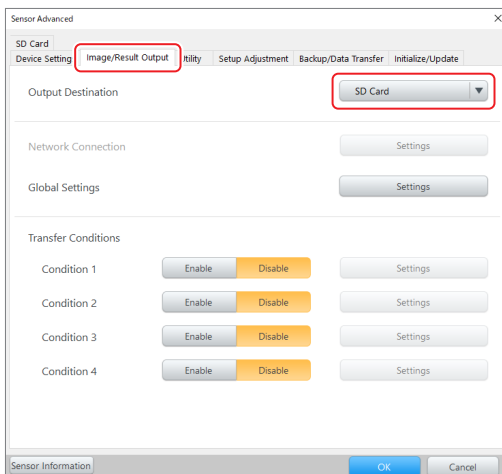 Sensor Advanced
SD Card
Device Setting Image/Result Output Utility Setup Adjustment Backup/Data Transfer Initialize/Update
Output Destination SD Card
Network Connection Settings
Global Settings Settings
Transfer Conditions
Condition 1 Enable Disable Settings
Condition 2 Enable Disable Settings
Condition 3 Enable Disable Settings
Condition 4 Enable Disable Settings
Sensor Information OK Cancel